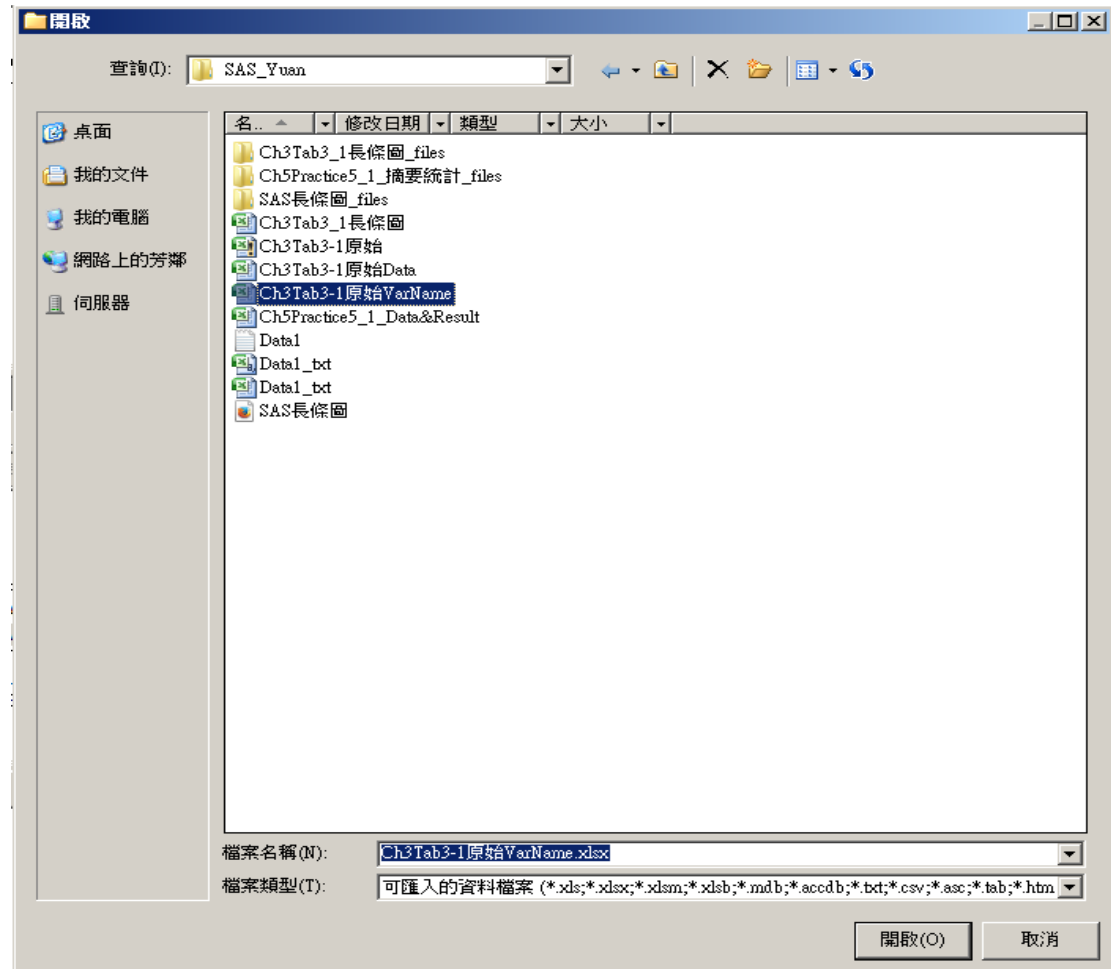 開啟
查詢(I): SAS_Yuan
桌面
我的文件
我的電腦
網路上的芳鄰
伺服器
名.. 修改日期 類型 大小
Ch3Tab3_1長條圖_files
Ch5Practice5_1_摘要統計_files
SAS長條圖_files
Ch3Tab3_1長條圖
Ch3Tab3-1原始
Ch3Tab3-1原始Data
Ch3Tab3-1原始VarName
Ch5Practice5_1_Data&Result
Data1
Data1_txt
Data1_txt
SAS長條圖
檔案名稱(N): Ch3Tab3-1原始VarName.xlsx
檔案類型(T): 可匯入的資料檔案 (*.xls;*.xlsx;*.xlsm;*.xlsb;*.mdb;*.accdb;*.txt;*.csv;*.asc;*.tab;*.htm
開啟(O) 取消